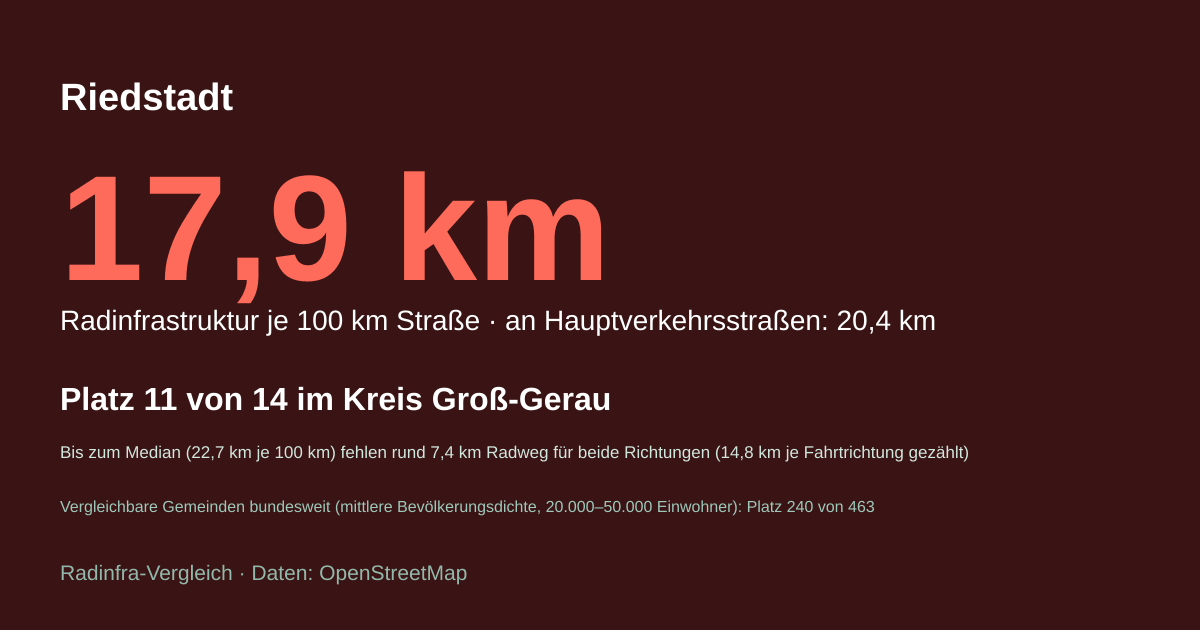 Riedstadt
17,9 km
Radinfrastruktur je 100 km Straße · an Hauptverkehrsstraßen: 20,4 km
Platz 11 von 14 im Kreis Groß-Gerau
Bis zum Median (22,7 km je 100 km) fehlen rund 7,4 km Radweg für beide Richtungen (14,8 km je Fahrtrichtung gezählt)
Vergleichbare Gemeinden bundesweit (mittlere Bevölkerungsdichte, 20.000–50.000 Einwohner): Platz 240 von 463
Radinfra-Vergleich · Daten: OpenStreetMap